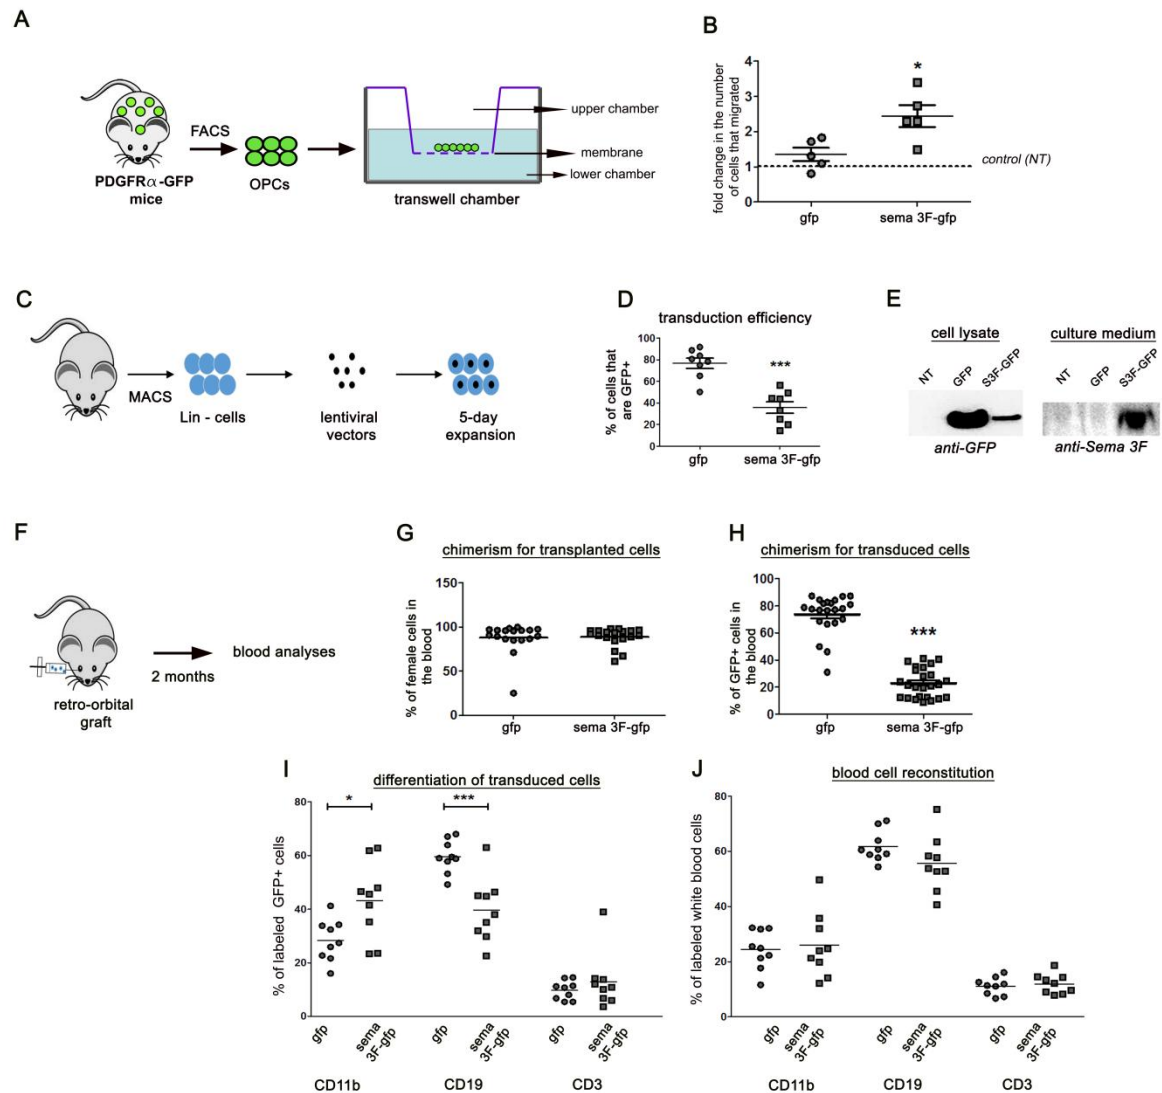 A
FACS
PDGFRα-GFP
mice
OPCs
upper chamber
membrane
lower chamber
transwell chamber
B
fold change in the number
of cells that migrated
4
3
2
1
0
*
control (NT)
gfp
sema 3F-gfp
C
MACS
Lin - cells
lentiviral
vectors
5-day
expansion
D
transduction efficiency
% of cells that
are GFP+
100
80
60
40
20
0
***
gfp
sema 3F-gfp
E
cell lysate
culture medium
NT
GFP
S3F-GFP
NT
GFP
S3F-GFP
anti-GFP
anti-Sema 3F
F
retro-orbital
graft
2 months
blood analyses
G
chimerism for transplanted cells
% of female cells in
the blood
150
100
50
0
gfp
sema 3F-gfp
H
chimerism for transduced cells
% of GFP+ cells in
the blood
100
80
60
40
20
0
***
gfp
sema 3F-gfp
I
differentiation of transduced cells
% of labeled GFP+ cells
80
60
40
20
0
*
***
gfp
sema
3F-gfp
gfp
sema
3F-gfp
gfp
sema
3F-gfp
CD11b
CD19
CD3
J
blood cell reconstitution
% of labeled white blood cells
80
60
40
20
0
gfp
sema
3F-gfp
gfp
sema
3F-gfp
gfp
sema
3F-gfp
CD11b
CD19
CD3